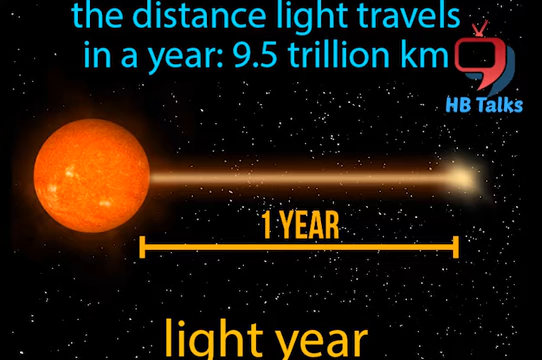 the distance light travels
in a year: 9.5 trillion km
HB Talks
1 YEAR
light year